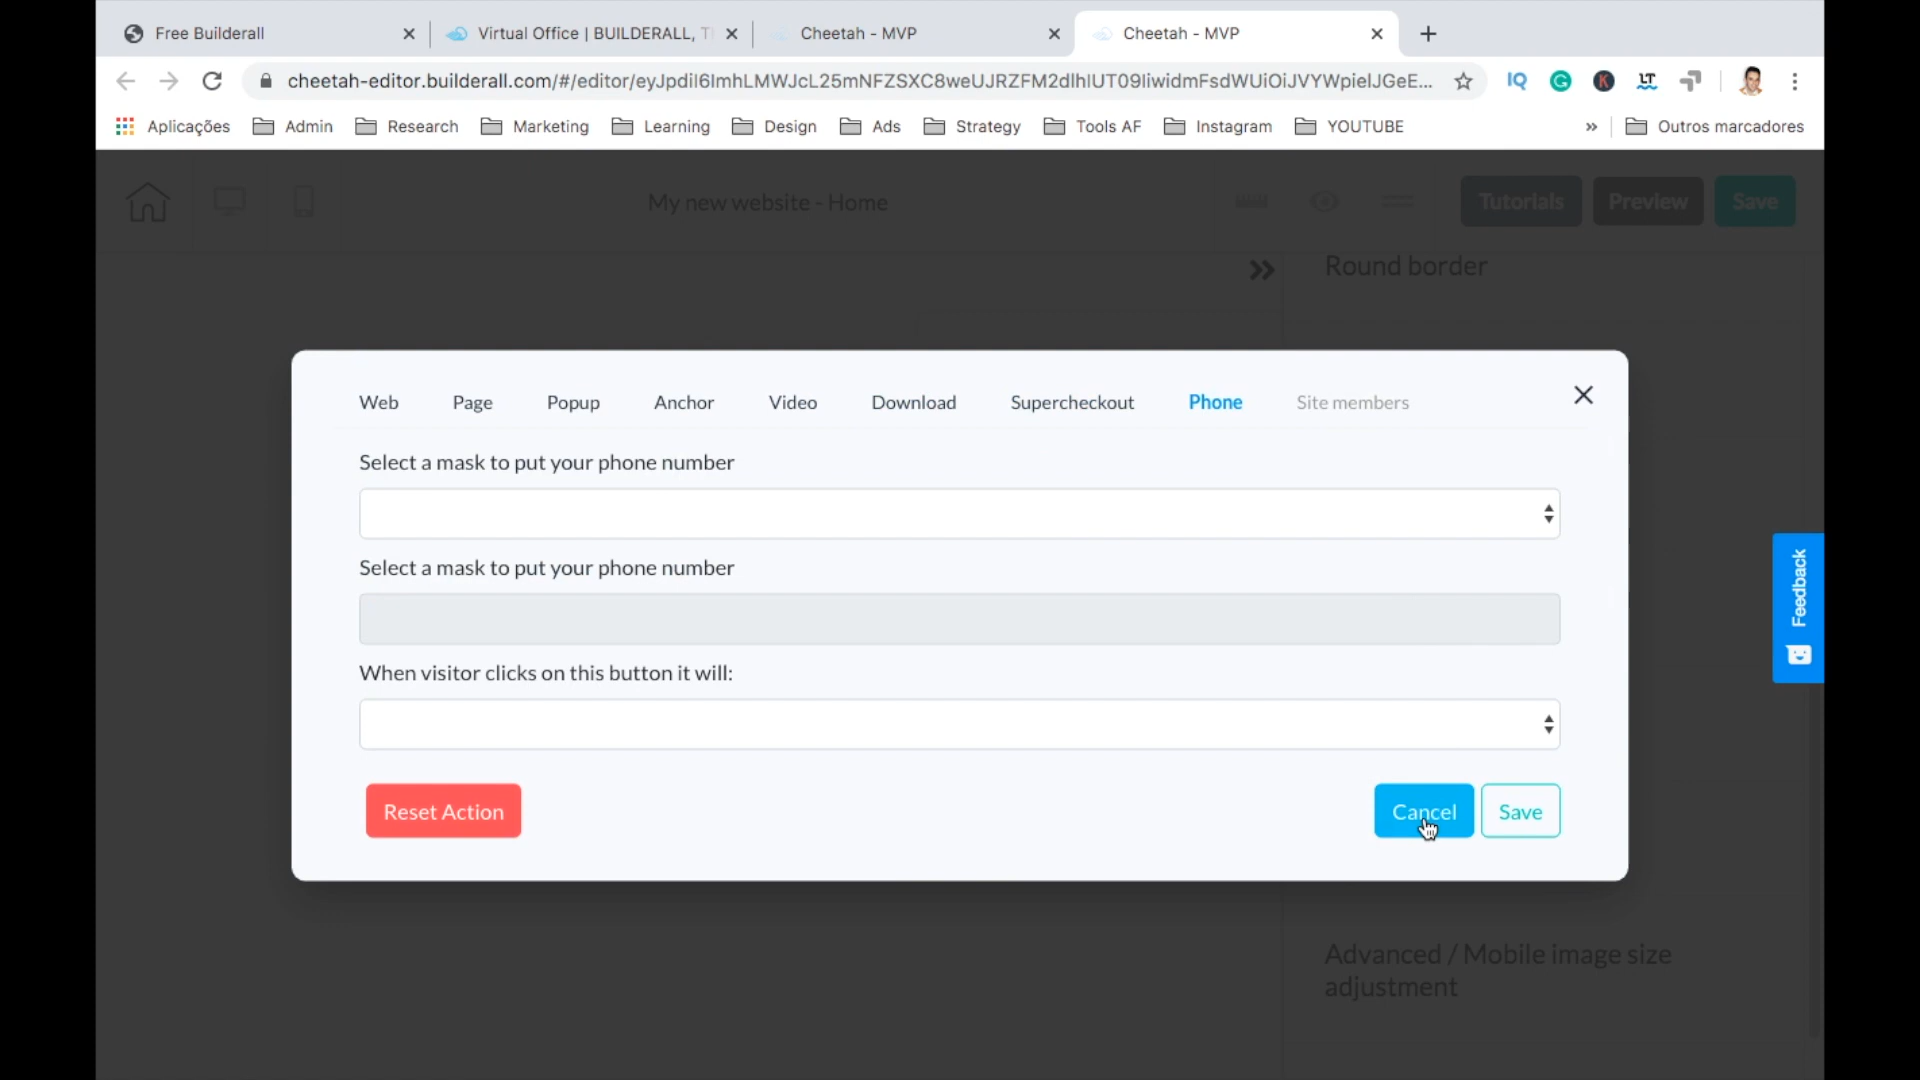 Free Builderall
Virtual Office | BUILDERALL, T
Cheetah - MVP
Cheetah - MVP
cheetah-editor.builderall.com/#/editor/eyJpdiI6ImhLMWJcL25mNFZSXC8weUJRZFM2dlhIUT09IiwidmFsdWUiOiJVYWpielJGeE...
IQ
G
K
LT
Aplicações
Admin
Research
Marketing
Learning
Design
Ads
Strategy
Tools AF
Instagram
YOUTUBE
»
Outros marcadores
My new website - Home
Tutorials
Preview
Save
Round border
Web
Page
Popup
Anchor
Video
Download
Supercheckout
Phone
Site members
Select a mask to put your phone number
Select a mask to put your phone number
When visitor clicks on this button it will:
Reset Action
Cancel
Save
Feedback
Advanced / Mobile image size
adjustment